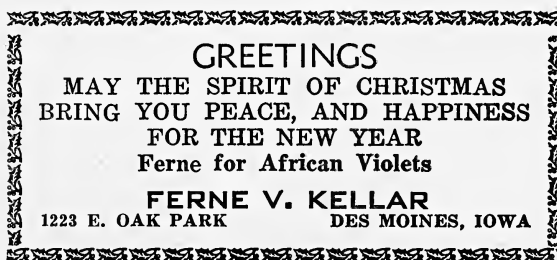 GREETINGS
MAY THE SPIRIT OF CHRISTMAS
BRING YOU PEACE, AND HAPPINESS
FOR THE NEW YEAR
Ferne for African Violets
FERNE V. KELLAR
1223 E. OAK PARK DES MOINES, IOWA